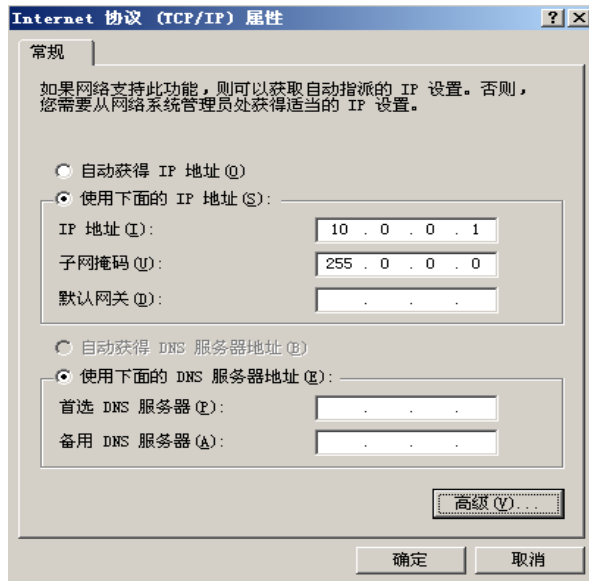 Internet 协议 (TCP/IP) 属性
常规
如果网络支持此功能，则可以获取自动指派的 IP 设置。否则，
您需要从网络系统管理员处获得适当的 IP 设置。
自动获得 IP 地址(O)
使用下面的 IP 地址(S):
IP 地址(I): 10 . 0 . 0 . 1
子网掩码(U): 255 . 0 . 0 . 0
默认网关(D): . . .
自动获得 DNS 服务器地址(B)
使用下面的 DNS 服务器地址(E):
首选 DNS 服务器(P): . . .
备用 DNS 服务器(A): . . .
高级(V)...
确定 取消